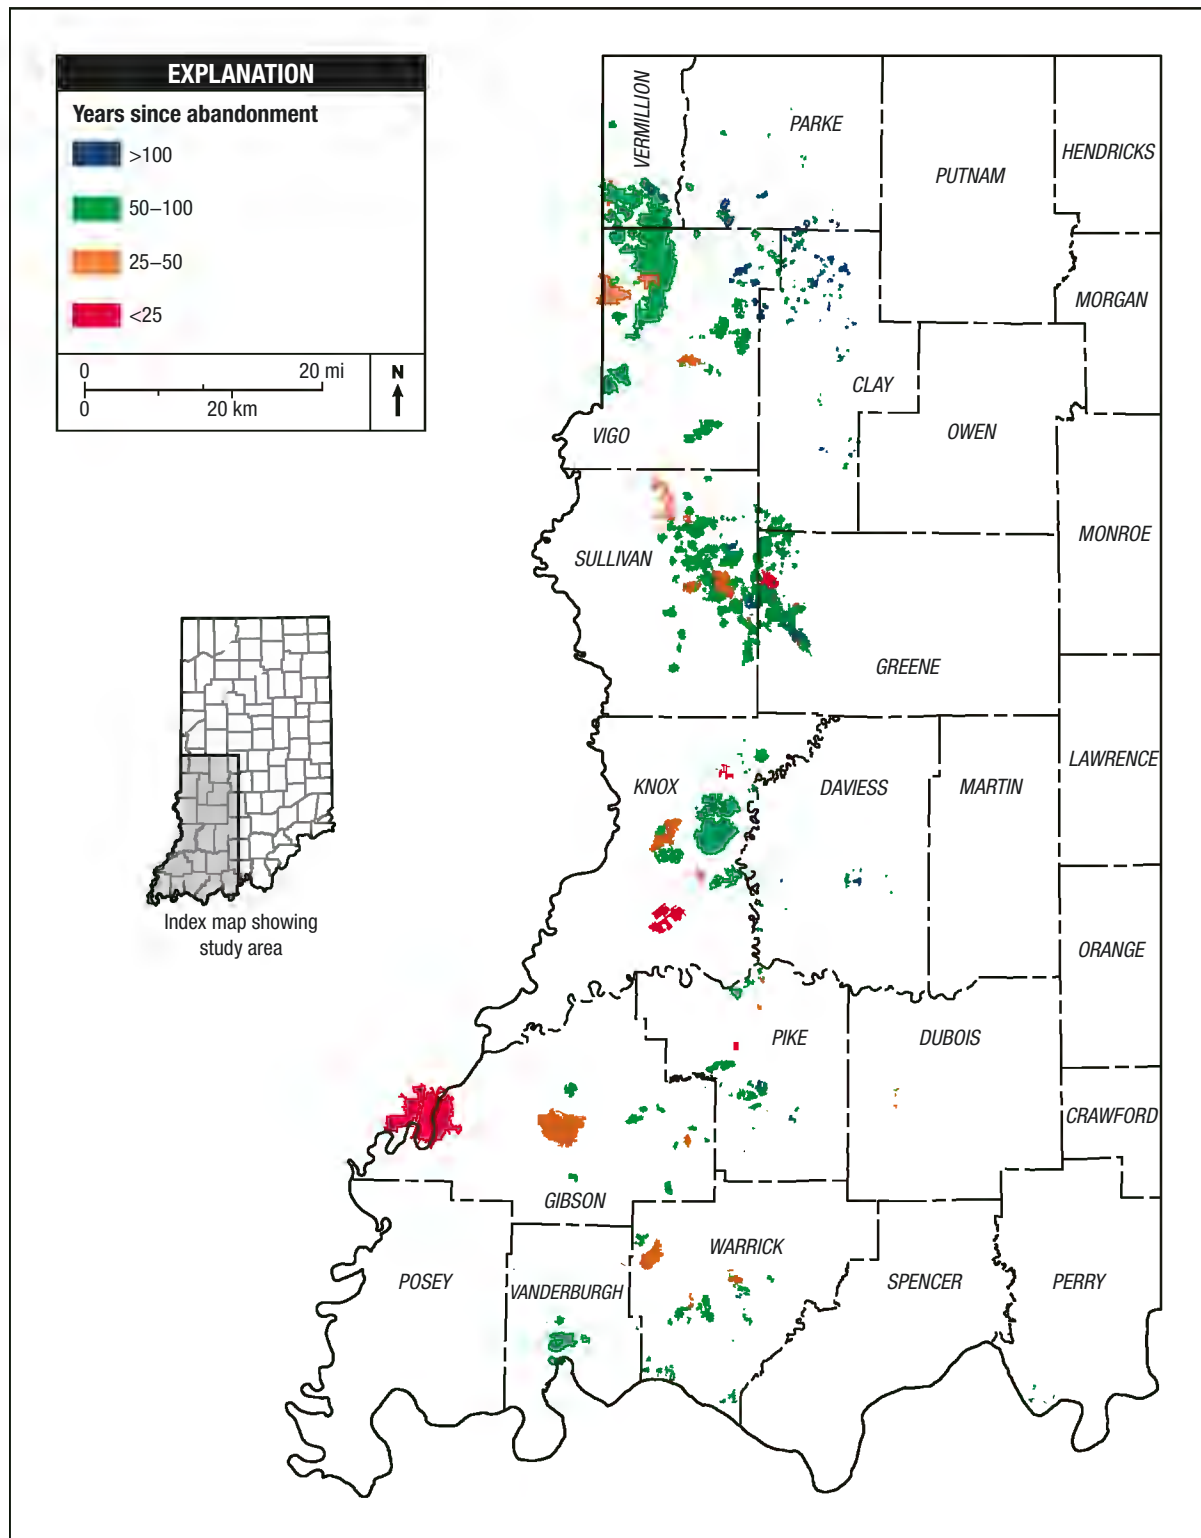 EXPLANATION
Years since abandonment
>100
50–100
25–50
<25
0 20 mi
0 20 km
N
VERMILLION
PARKE
PUTNAM
HENDRICKS
MORGAN
CLAY
VIGO
OWEN
MONROE
SULLIVAN
GREENE
LAWRENCE
KNOX
DAVIESS
MARTIN
Index map showing
study area
ORANGE
PIKE
DUBOIS
CRAWFORD
GIBSON
WARRICK
POSEY
VANDERBURGH
SPENCER
PERRY